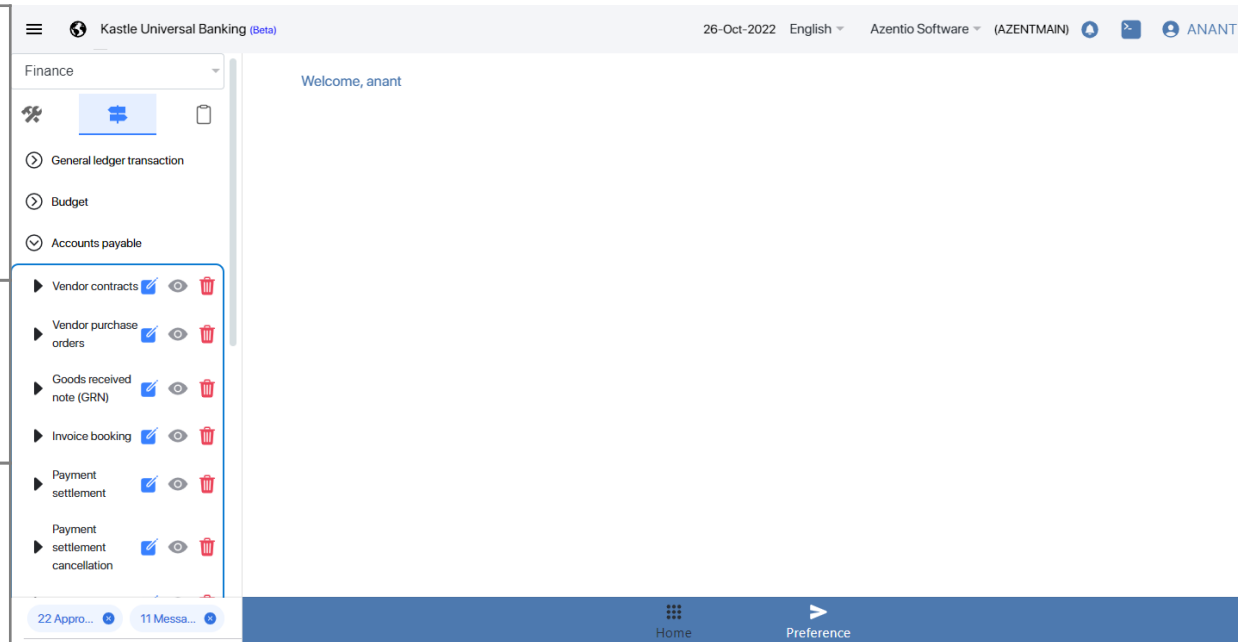 Kastle Universal Banking (Beta)
26-Oct-2022 English Azentio Software (AZENTMAIN) ANANT
Finance
Welcome, anant
General ledger transaction
Budget
Accounts payable
Vendor contracts
Vendor purchase
orders
Goods received
note (GRN)
Invoice booking
Payment
settlement
Payment
settlement
cancellation
22 Appro... 11 Messa...
Home Preference